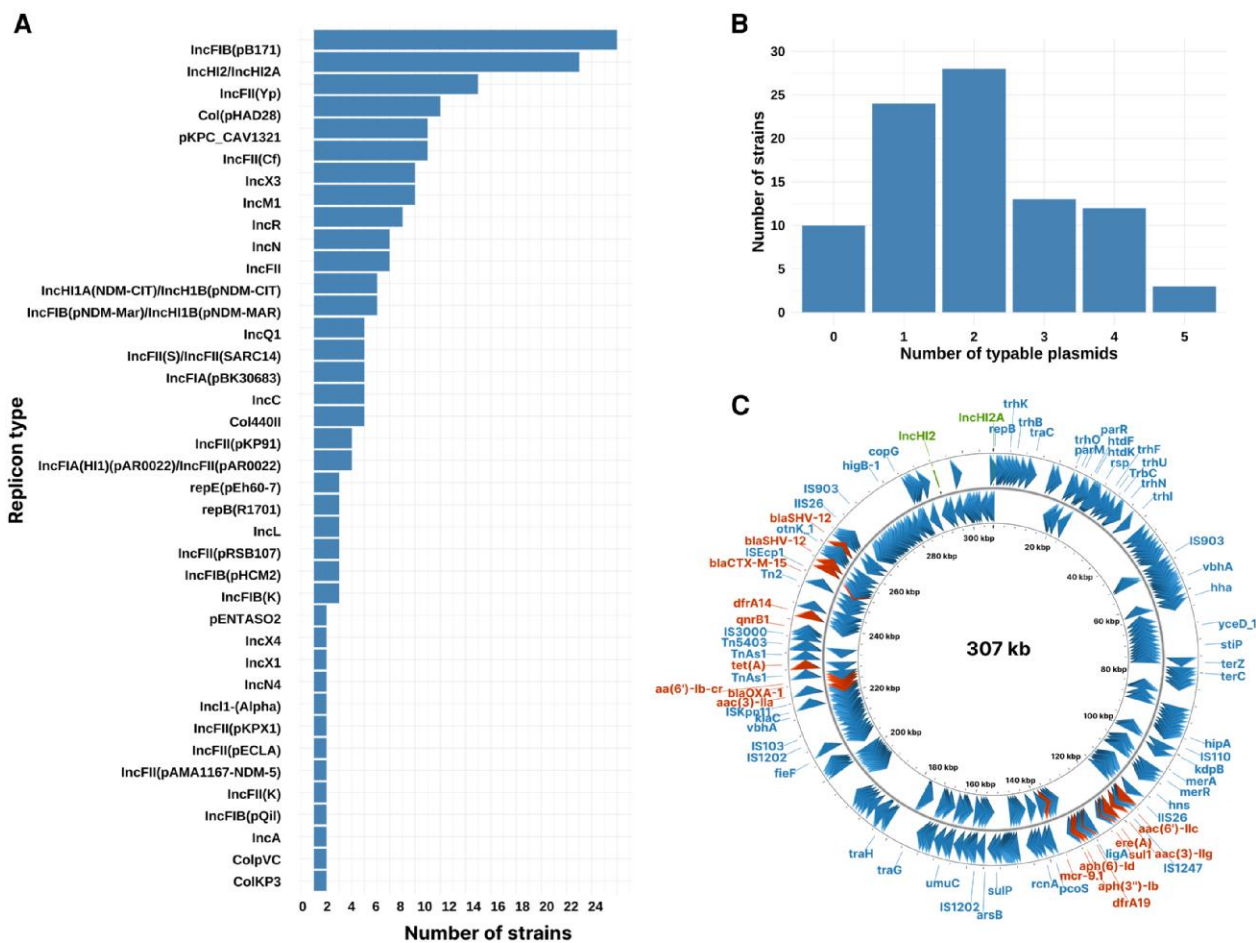 A
IncFIB(pB171)
IncHI2/IncHI2A
IncFII(Yp)
Col(pHAD28)
pKPC_CAV1321
IncFII(Cf)
IncX3
IncM1
IncR
IncN
IncFII
IncHI1A(NDM-CIT)/IncH1B(pNDM-CIT)
IncFIB(pNDM-Mar)/IncHI1B(pNDM-MAR)
IncQ1
IncFII(S)/IncFII(SARC14)
IncFIA(pBK30683)
IncC
Col440II
IncFII(pKP91)
IncFIA(HI1)(pAR0022)/IncFII(pAR0022)
repE(pEh60-7)
repB(R1701)
IncL
IncFII(pRSB107)
IncFIB(pHCM2)
IncFIB(K)
pENTASO2
IncX4
IncX1
IncN4
IncI1-(Alpha)
IncFII(pKPX1)
IncFII(pECLA)
IncFII(pAMA1167-NDM-5)
IncFII(K)
IncFIB(pQil)
IncA
ColpVC
ColKP3
Replicon type
0 2 4 6 8 10 12 14 16 18 20 22 24
Number of strains
B
30
25
20
15
10
5
0
Number of strains
0 1 2 3 4 5
Number of typable plasmids
C
IncHI2A
IncHI2
repB
trhK
trhB
traC
trhO
parM
parR
htdF
htdK
rsp
trhF
trhU
TrbC
trhN
trhI
IS903
vbhA
hha
yceD_1
stiP
terZ
terC
hipA
IS110
kdpB
merA
merR
hns
IIS26
aac(6')-IIc
ere(A)
sul1
aac(3)-IIg
ligA
IS1247
aph(6)-Id
aph(3")-Ib
mcr-9.1
dfrA19
pcoS
rcnA
sulP
arsB
IS1202
umuC
traG
traH
fieF
IS1202
IS103
vbhA
klaC
ISKpn11
aac(3)-IIa
blaOXA-1
aa(6')-Ib-cr
TnAs1
tet(A)
TnAs1
Tn5403
IS3000
qnrB1
dfrA14
Tn2
blaCTX-M-15
ISEcp1
blaSHV-12
otnK_1
blaSHV-12
IIS26
IS903
higB-1
copG
20 kbp
40 kbp
60 kbp
80 kbp
100 kbp
120 kbp
140 kbp
160 kbp
180 kbp
200 kbp
220 kbp
240 kbp
260 kbp
280 kbp
300 kbp
307 kb